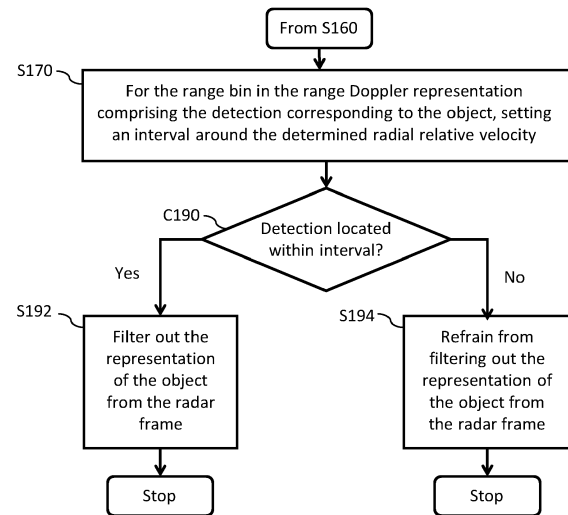 From S160
S170
For the range bin in the range Doppler representation
comprising the detection corresponding to the object, setting
an interval around the determined radial relative velocity
C190
Detection located
within interval?
Yes
No
S192
Filter out the
representation
of the object
from the radar
frame
S194
Refrain from
filtering out the
representation of
the object from
the radar frame
Stop
Stop